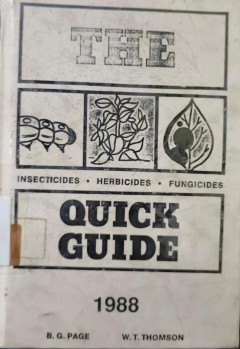 THE
INSECTICIDES • HERBICIDES • FUNGICIDES
QUICK
GUIDE
1988
B. G. PAGE W. T. THOMSON